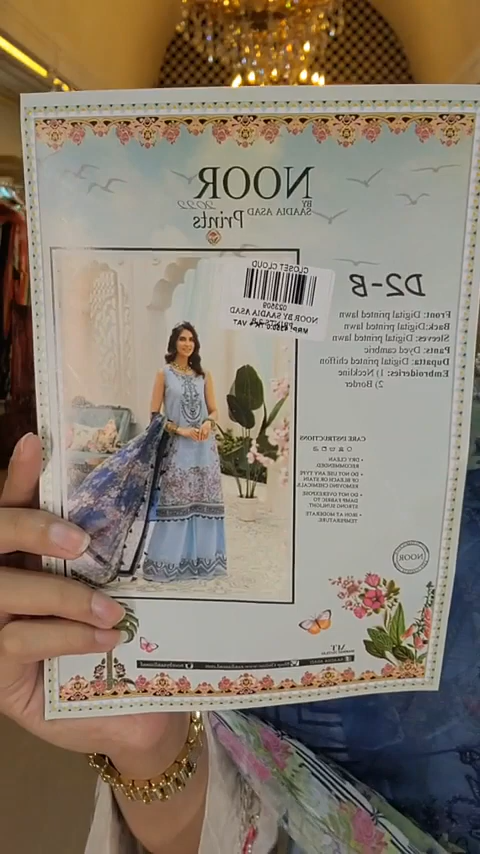 NOOR
BY
SAADIA ASAD
Prints
2022
CLOSET CLOUD
023509
NOOR BY SAADIA ASAD
D2-B
Front: Digital printed lawn
Back: Digital printed lawn
Sleeves: Digital printed lawn
Pants: Dyed cambric
Dupatta: Digital printed chiffon
Embroideries: 1) Neckline
2) Border
CARE INSTRUCTIONS
• DRY CLEAN
RECOMMENDED.
• DO NOT USE ANY TYPE
OF BLEACH OR STAIN
REMOVING CHEMICALS.
• DO NOT OVEREXPOSE
DAMP FABRIC TO
STRONG SUNLIGHT.
• IRON AT MODERATE
TEMPERATURE.
NOOR
MT